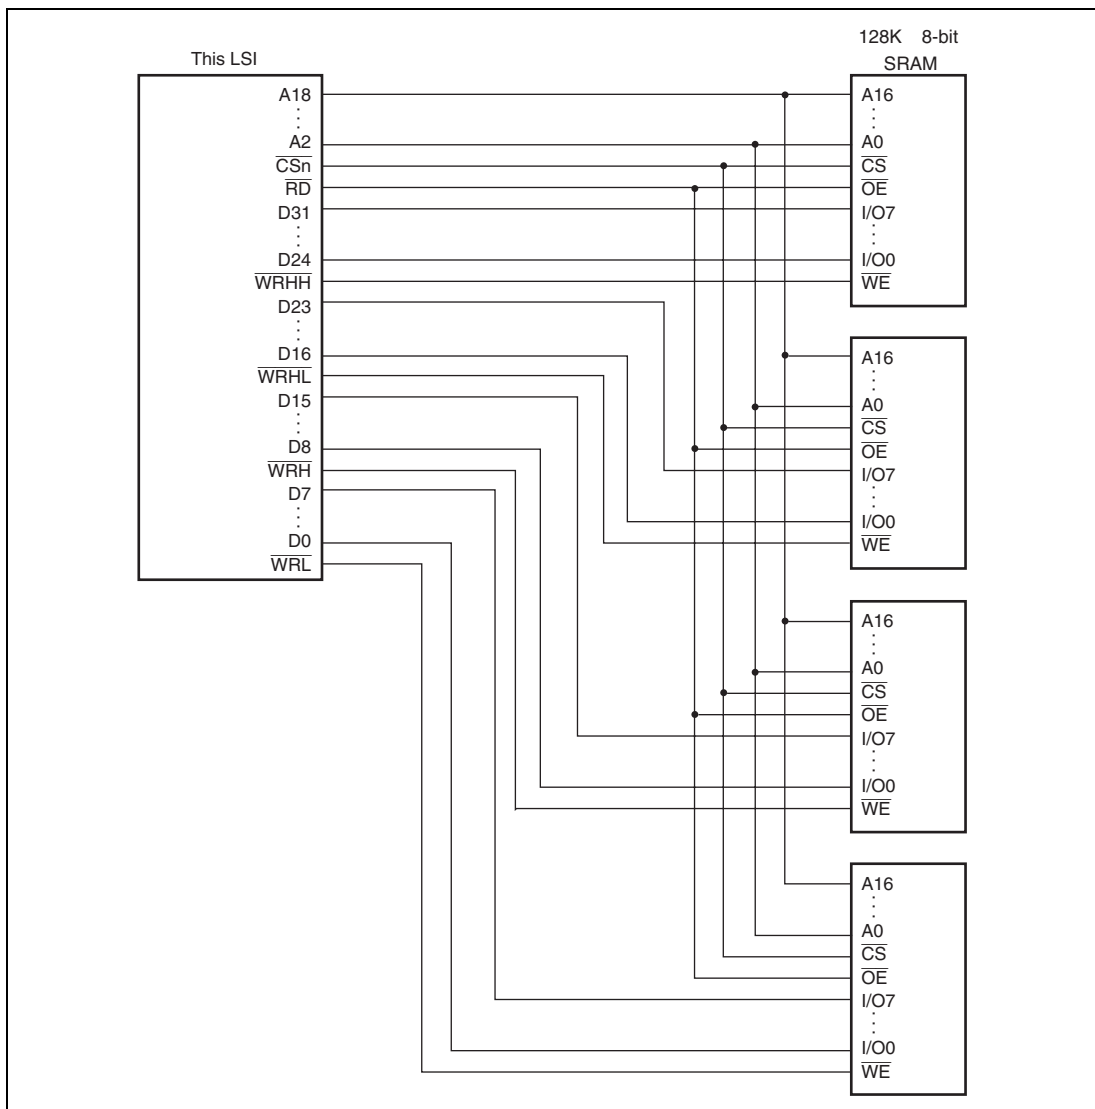 This LSI
A18
A2
CSn
RD
D31
D24
WRHH
D23
D16
WRHL
D15
D8
WRH
D7
D0
WRL
128K 8-bit
SRAM
A16
A0
CS
OE
I/O7
I/O0
WE
A16
A0
CS
OE
I/O7
I/O0
WE
A16
A0
CS
OE
I/O7
I/O0
WE
A16
A0
CS
OE
I/O7
I/O0
WE